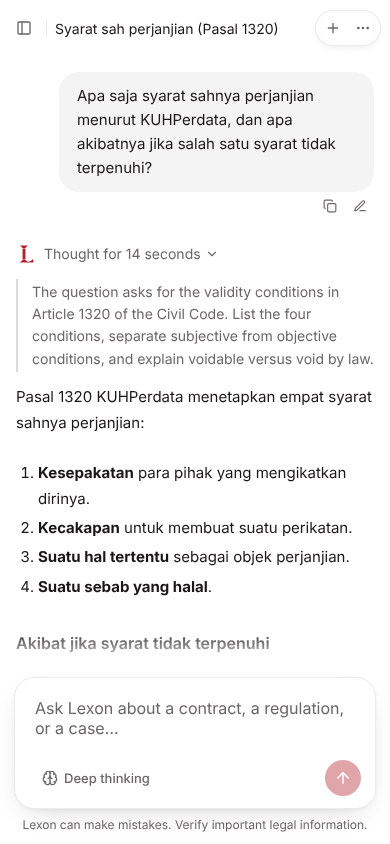 Syarat sah perjanjian (Pasal 1320)
Apa saja syarat sahnya perjanjian
menurut KUHPerdata, dan apa
akibatnya jika salah satu syarat tidak
terpenuhi?
L Thought for 14 seconds
The question asks for the validity conditions in
Article 1320 of the Civil Code. List the four
conditions, separate subjective from objective
conditions, and explain voidable versus void by law.
Pasal 1320 KUHPerdata menetapkan empat syarat
sahnya perjanjian:
1. Kesepakatan para pihak yang mengikatkan
dirinya.
2. Kecakapan untuk membuat suatu perikatan.
3. Suatu hal tertentu sebagai objek perjanjian.
4. Suatu sebab yang halal.
Akibat jika syarat tidak terpenuhi
Ask Lexon about a contract, a regulation,
or a case...
Deep thinking
Lexon can make mistakes. Verify important legal information.